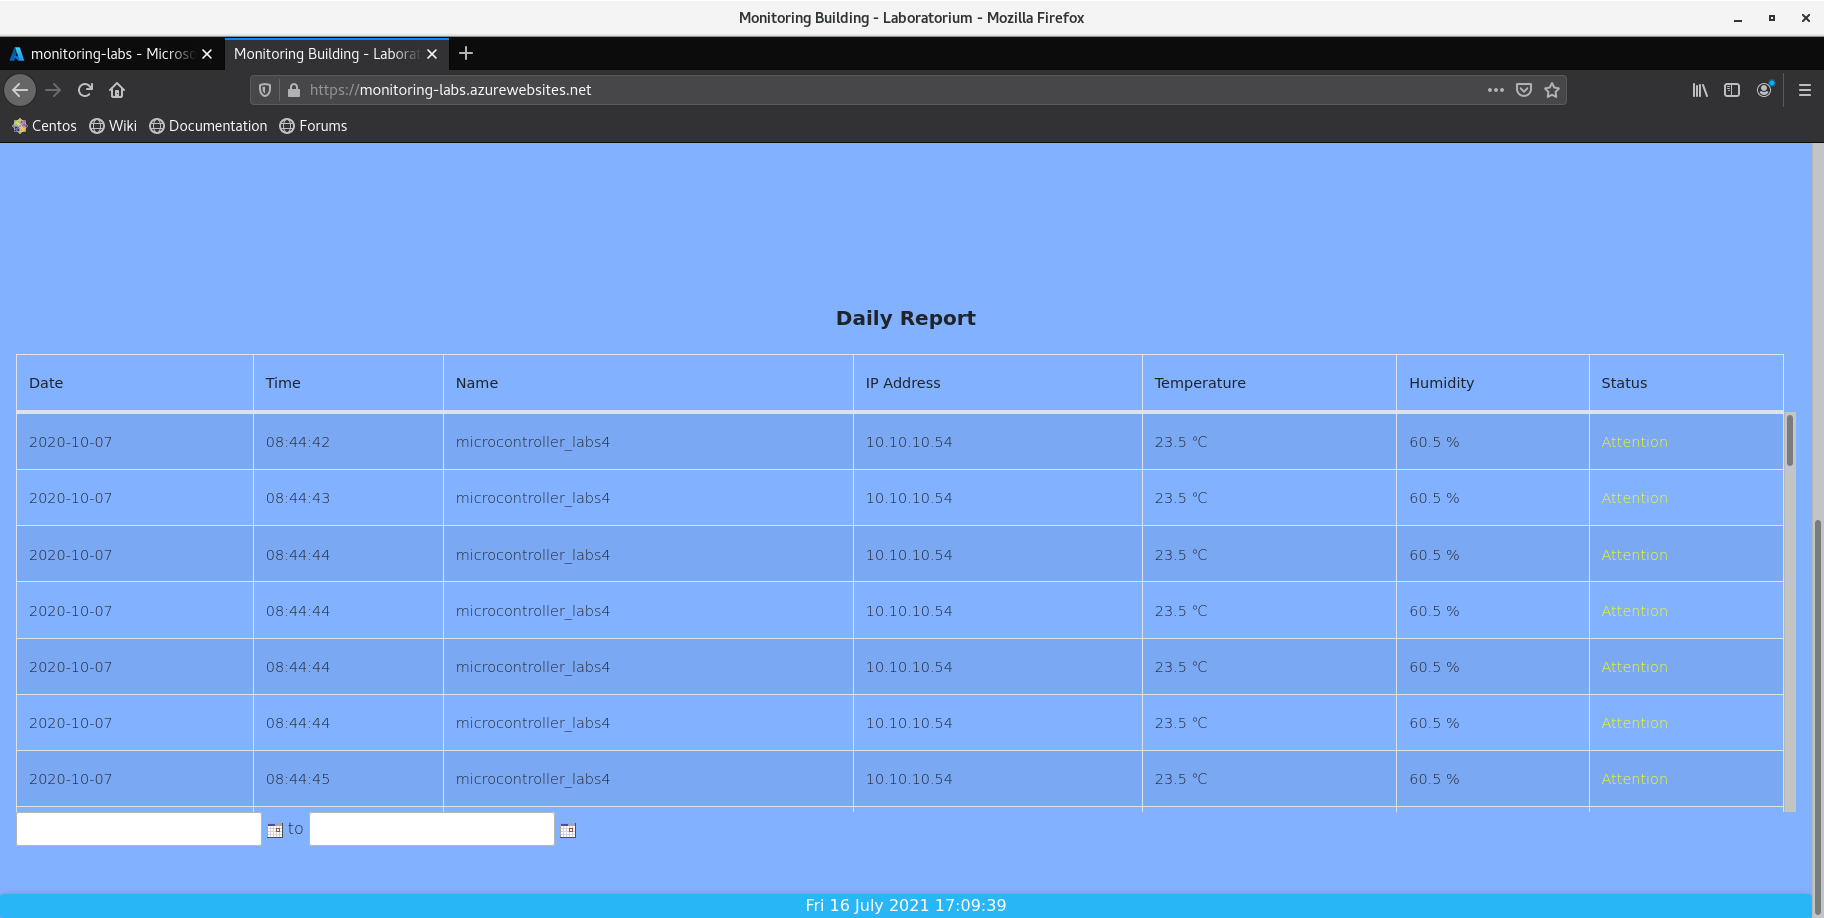 Monitoring Building - Laboratorium - Mozilla Firefox
monitoring-labs - Micros
Monitoring Building - Labora
https://monitoring-labs.azurewebsites.net
Centos Wiki Documentation Forums
Daily Report
Date Time Name IP Address Temperature Humidity Status
2020-10-07 08:44:42 microcontroller_labs4 10.10.10.54 23.5 °C 60.5 % Attention
2020-10-07 08:44:43 microcontroller_labs4 10.10.10.54 23.5 °C 60.5 % Attention
2020-10-07 08:44:44 microcontroller_labs4 10.10.10.54 23.5 °C 60.5 % Attention
2020-10-07 08:44:44 microcontroller_labs4 10.10.10.54 23.5 °C 60.5 % Attention
2020-10-07 08:44:44 microcontroller_labs4 10.10.10.54 23.5 °C 60.5 % Attention
2020-10-07 08:44:44 microcontroller_labs4 10.10.10.54 23.5 °C 60.5 % Attention
2020-10-07 08:44:45 microcontroller_labs4 10.10.10.54 23.5 °C 60.5 % Attention
to
Fri 16 July 2021 17:09:39